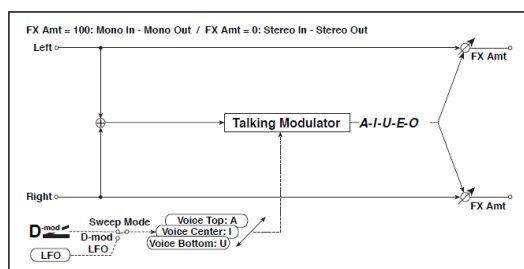 FX Amt = 100: Mono In - Mono Out / FX Amt = 0: Stereo In - Stereo Out
Left
FX Amt
Talking Modulator
A-I-U-E-O
Right
FX Amt
D-mod
Sweep Mode
D-mod
LFO
LFO
Voice Top: A
Voice Center: I
Voice Bottom: U